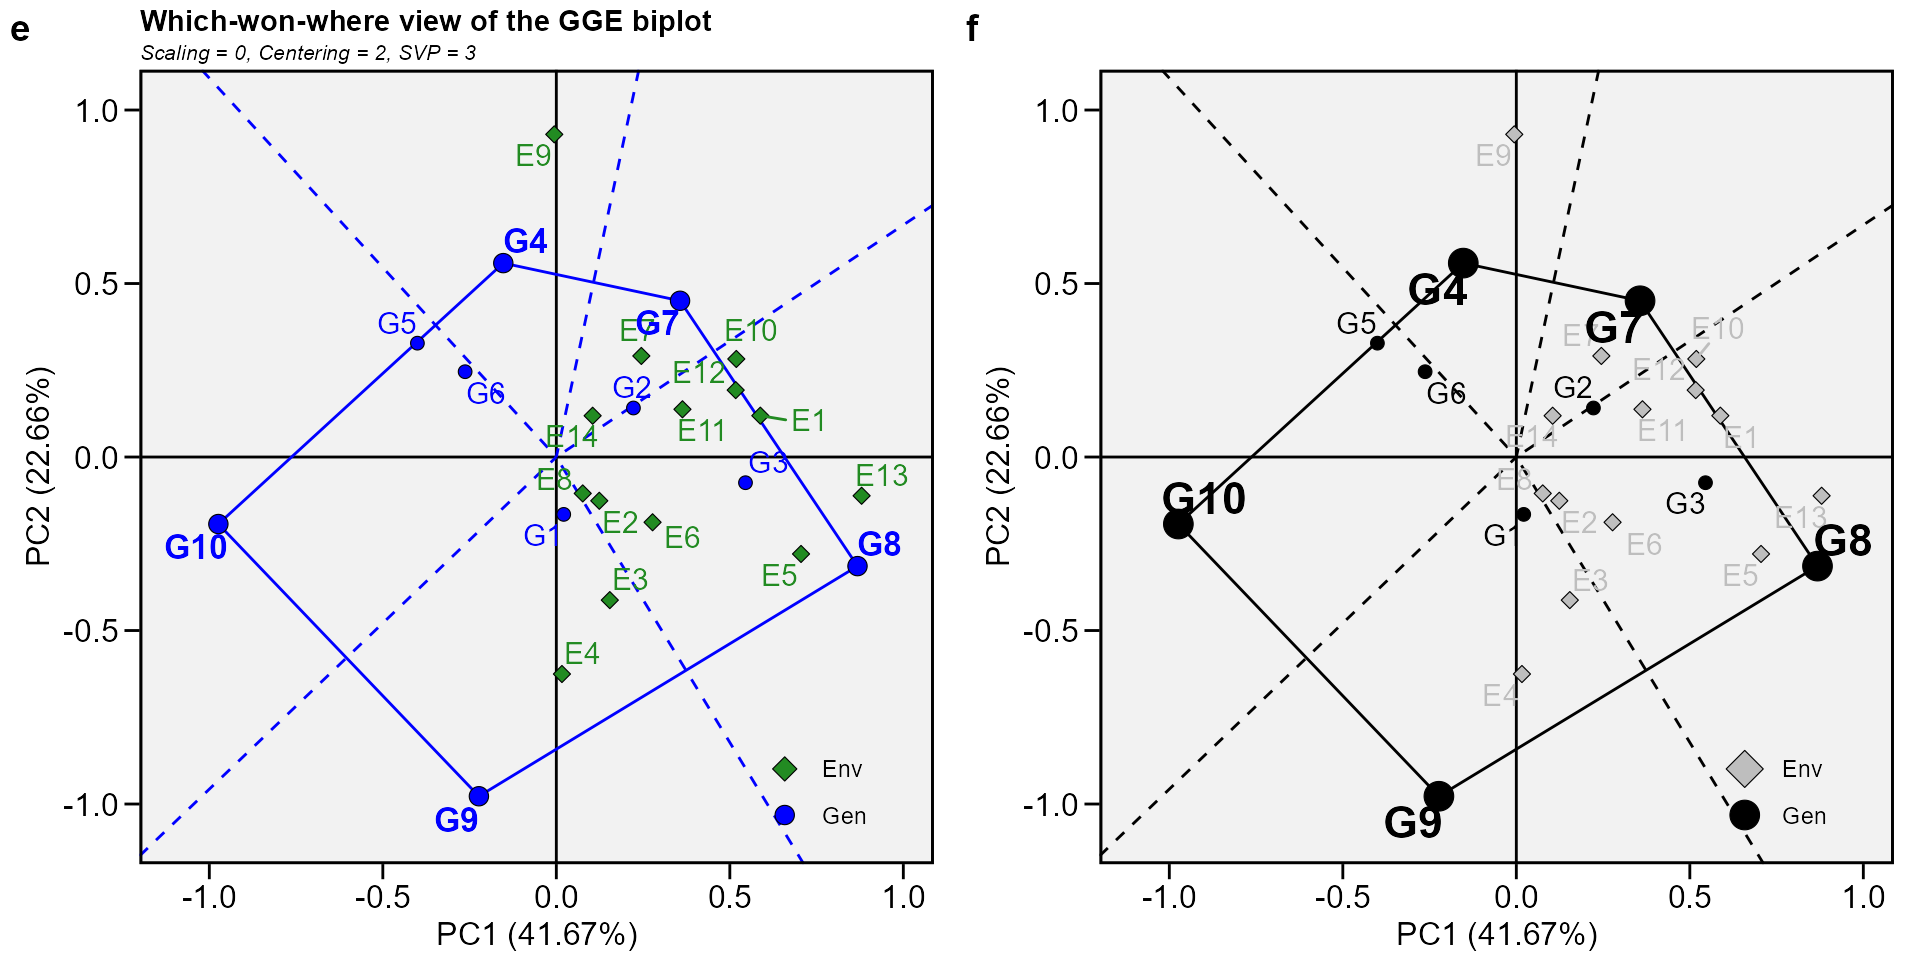 e
Which-won-where view of the GGE biplot
Scaling = 0, Centering = 2, SVP = 3
1.0
0.5
0.0
-0.5
-1.0
PC2 (22.66%)
E9
G4
G5
E7
G7
E10
G6
G2
E12
E14
E11
E1
G3
E8
E13
E2
G1
E6
G10
G8
E3
E5
E4
G9
Env
Gen
-1.0
-0.5
0.0
0.5
1.0
PC1 (41.67%)
f
1.0
0.5
0.0
-0.5
-1.0
PC2 (22.66%)
E9
G4
G5
E7
G7
E10
G6
G2
E12
E14
E11
E1
E8
G10
G3
E13
E2
G1
E6
G8
E3
E5
E4
G9
Env
Gen
-1.0
-0.5
0.0
0.5
1.0
PC1 (41.67%)